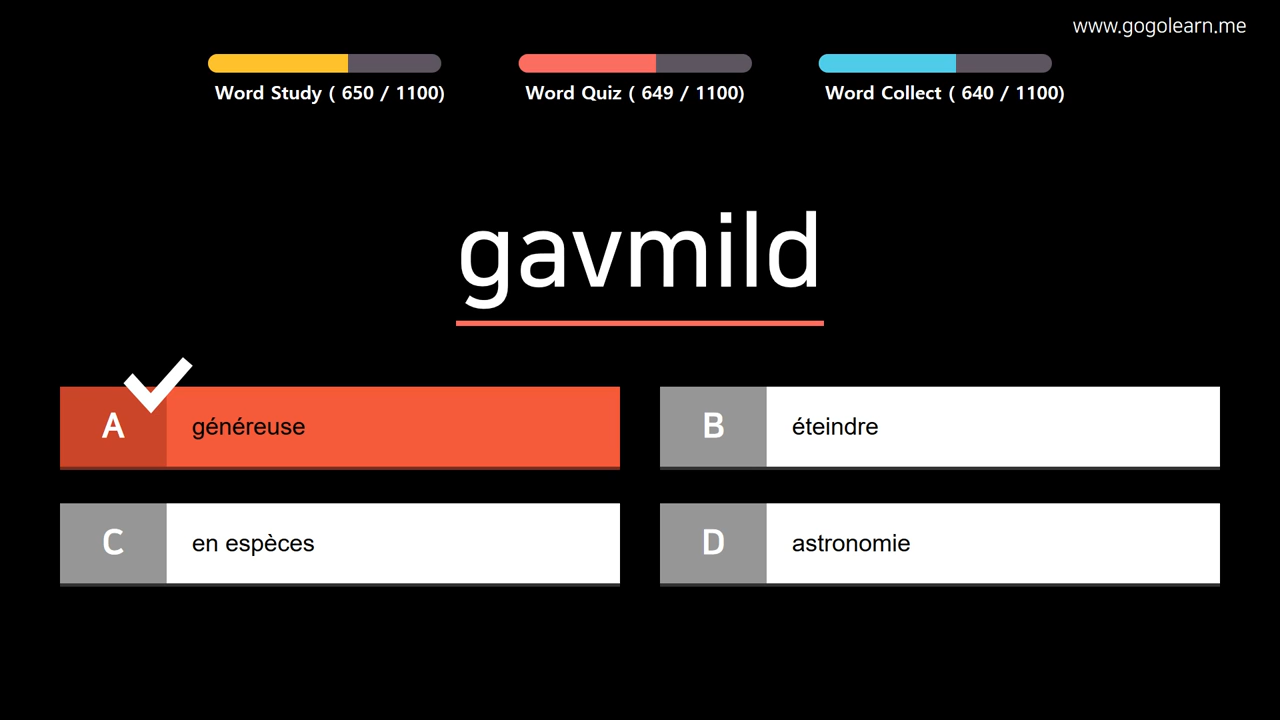 www.gogolearn.me
Word Study ( 650 / 1100)
Word Quiz ( 649 / 1100)
Word Collect ( 640 / 1100)
gavmild
A généreuse
B éteindre
C en espèces
D astronomie